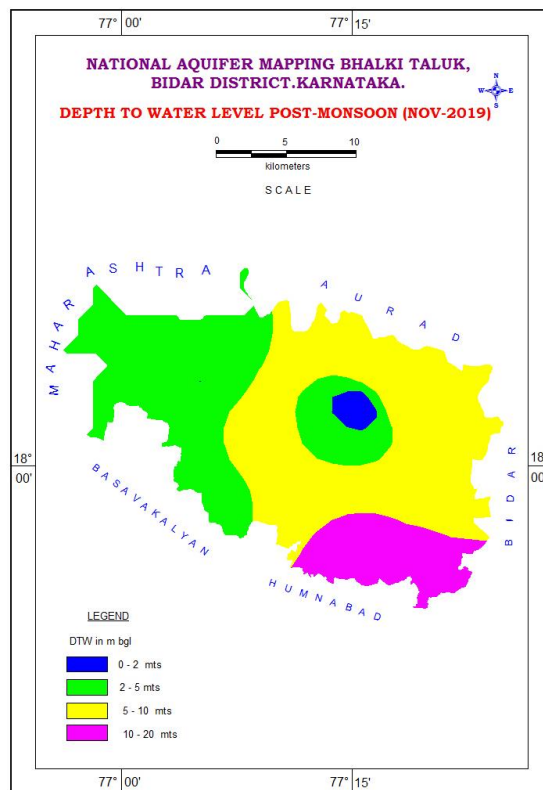 77° 00'
77° 15'
NATIONAL AQUIFER MAPPING BHALKI TALUK,
BIDAR DISTRICT.KARNATAKA.
N
W E
S
DEPTH TO WATER LEVEL POST-MONSOON (NOV-2019)
0 5 10
kilometers
SCALE
MAHARASHTRA
AURAD
18°
00'
18°
00
BIDAR
BASAVAKALYAN
HUMNABAD
LEGEND
DTW in m bgl
0 - 2 mts
2 - 5 mts
5 - 10 mts
10 - 20 mts
77° 00'
77° 15'